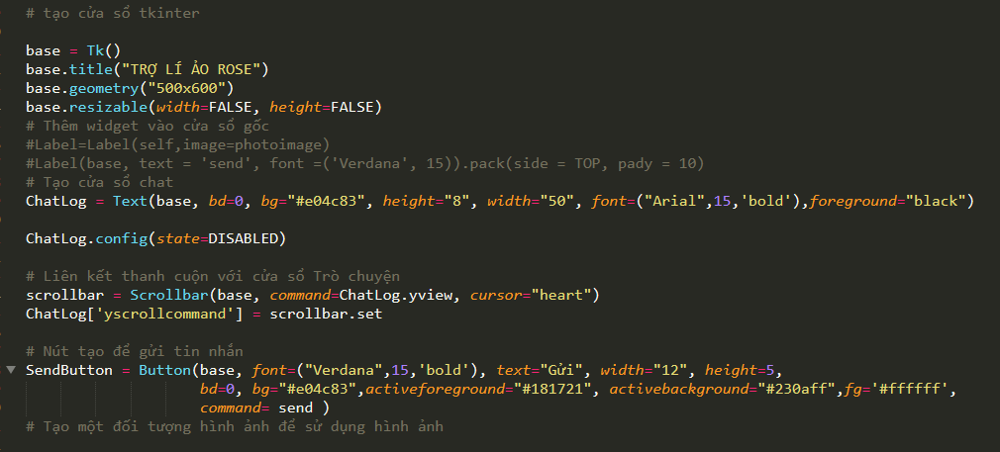 # tạo cửa sổ tkinter
base = Tk()
base.title("TRỢ LÍ ẢO ROSE")
base.geometry("500x600")
base.resizable(width=FALSE, height=FALSE)
# Thêm widget vào cửa sổ gốc
#Label=Label(self,image=photoimage)
#Label(base, text = 'send', font =('Verdana', 15)).pack(side = TOP, pady = 10)
# Tạo cửa sổ chat
ChatLog = Text(base, bd=0, bg="#e04c83", height="8", width="50", font=("Arial",15,'bold'),foreground="black")
ChatLog.config(state=DISABLED)
# Liên kết thanh cuộn với cửa sổ Trò chuyện
scrollbar = Scrollbar(base, command=ChatLog.yview, cursor="heart")
ChatLog['yscrollcommand'] = scrollbar.set
# Nút tạo để gửi tin nhắn
SendButton = Button(base, font=("Verdana",15,'bold'), text="Gửi", width="12", height=5,
bd=0, bg="#e04c83",activeforeground="#181721", activebackground="#230aff",fg='#ffffff',
command= send )
# Tạo một đối tượng hình ảnh để sử dụng hình ảnh